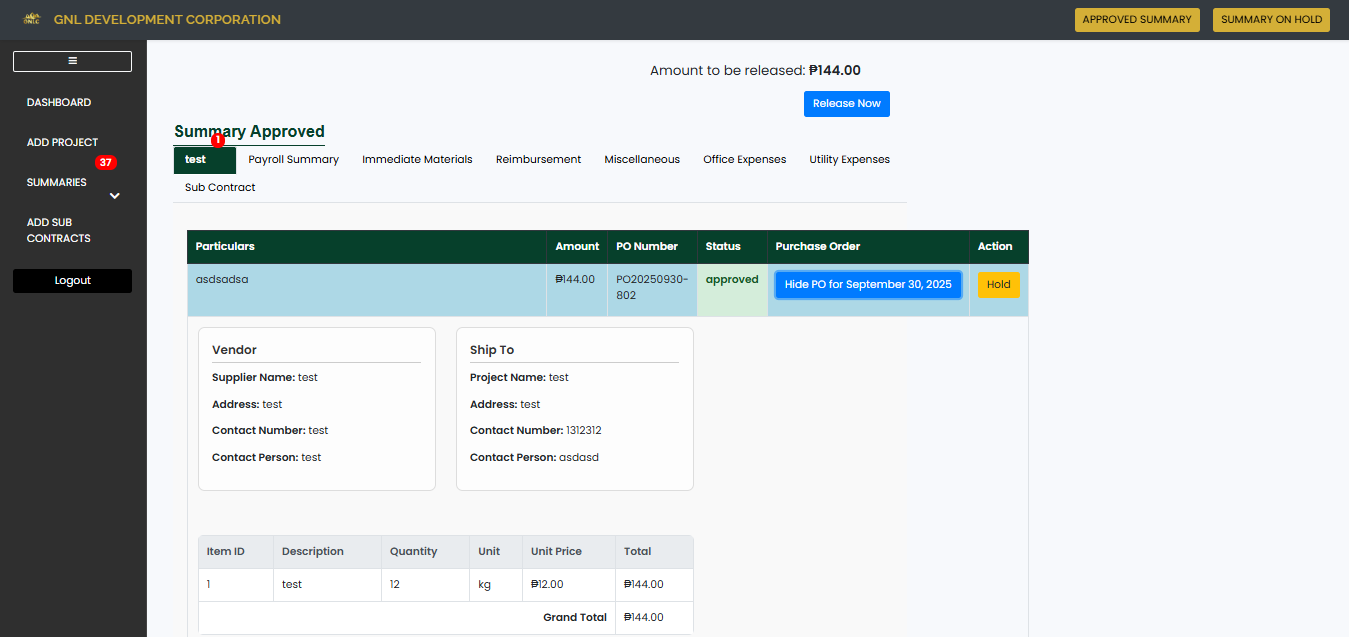 GNL DEVELOPMENT CORPORATION
APPROVED SUMMARY
SUMMARY ON HOLD
DASHBOARD
ADD PROJECT
37
SUMMARIES
ADD SUB
CONTRACTS
Logout
Amount to be released: ₱144.00
Release Now
Summary Approved
1
test Payroll Summary Immediate Materials Reimbursement Miscellaneous Office Expenses Utility Expenses
Sub Contract
Particulars Amount PO Number Status Purchase Order Action
asdsadsa ₱144.00 PO20250930- approved Hide PO for September 30, 2025 Hold
802
Vendor
Supplier Name: test
Address: test
Contact Number: test
Contact Person: test
Ship To
Project Name: test
Address: test
Contact Number: 1312312
Contact Person: asdasd
Item ID Description Quantity Unit Unit Price Total
1 test 12 kg ₱12.00 ₱144.00
Grand Total ₱144.00